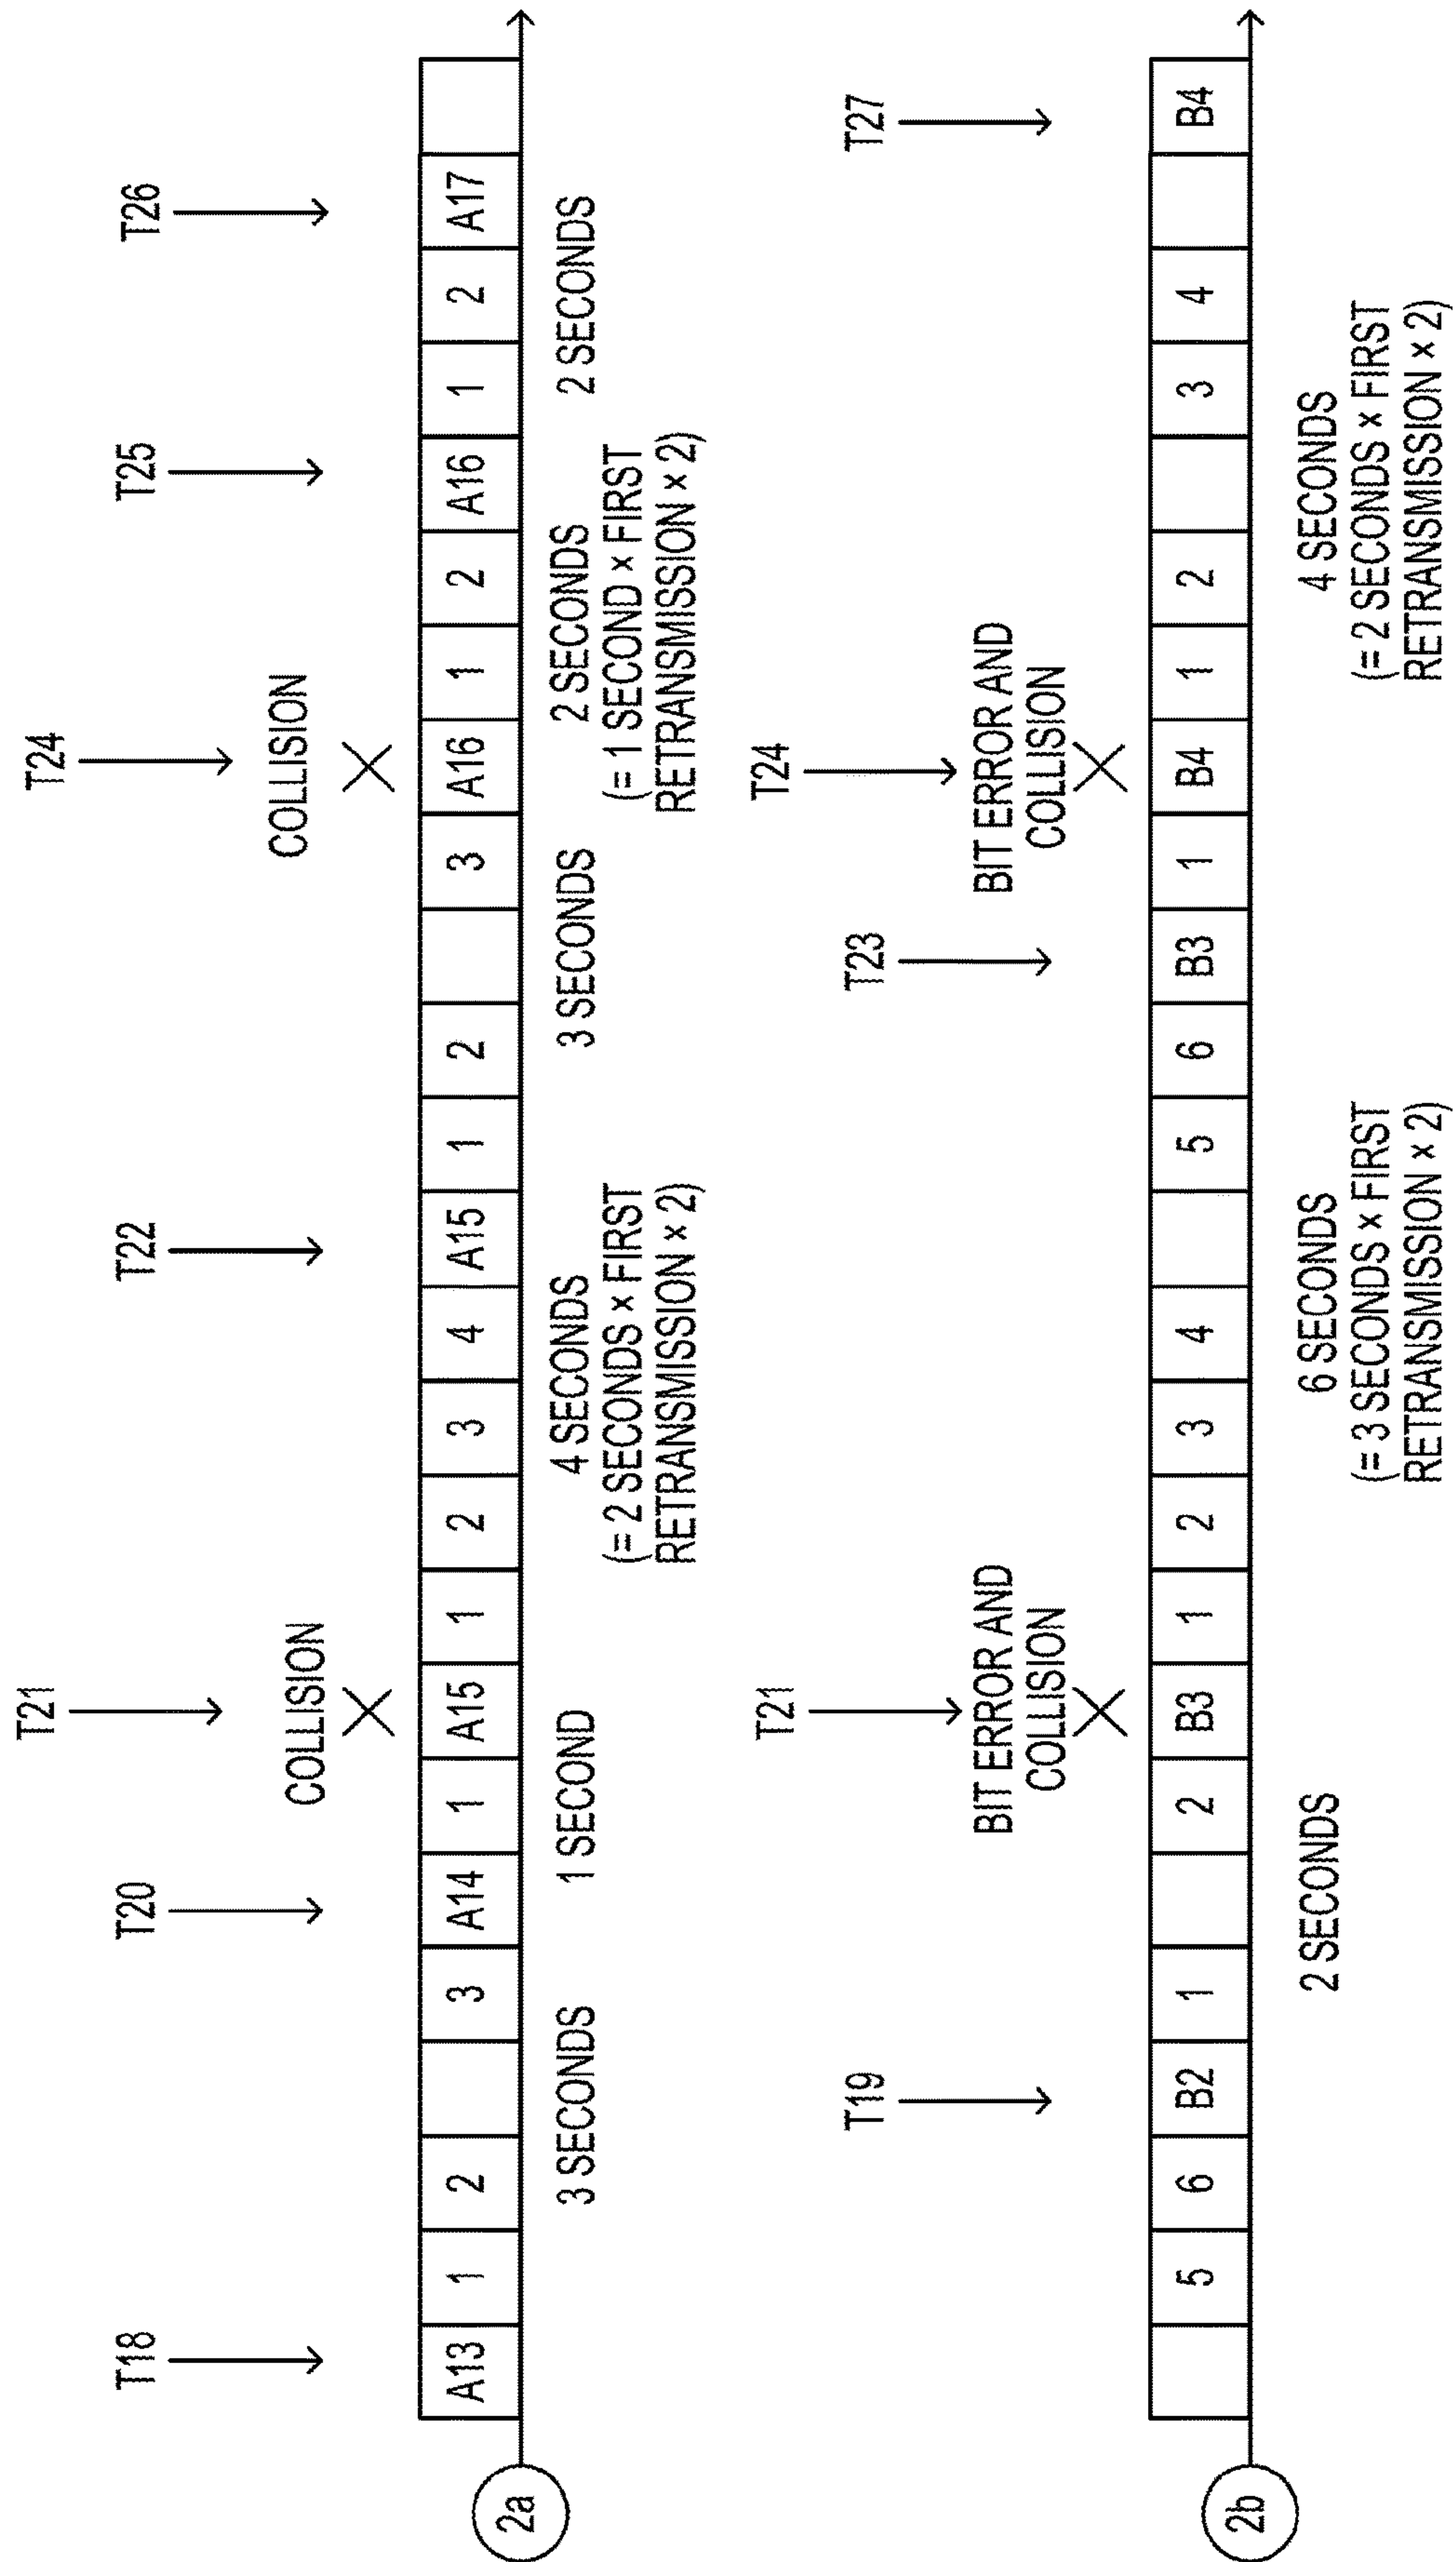 T18
T20
T21
T22
T24
T25
T26
COLLISION
COLLISION
2a
A13
1
2
3
A14
1
A15
1
2
3
4
A15
1
2
3
A16
1
2
A16
1
2
A17
3 SECONDS
1 SECOND
4 SECONDS
(= 2 SECONDS × FIRST
RETRANSMISSION × 2)
3 SECONDS
2 SECONDS
(= 1 SECOND × FIRST
RETRANSMISSION × 2)
2 SECONDS
T19
T21
T23
T24
T27
BIT ERROR AND
COLLISION
BIT ERROR AND
COLLISION
2b
5
6
B2
1
2
B3
1
2
3
4
5
6
B3
1
B4
1
2
3
4
B4
2 SECONDS
6 SECONDS
(= 3 SECONDS × FIRST
RETRANSMISSION × 2)
4 SECONDS
(= 2 SECONDS × FIRST
RETRANSMISSION × 2)